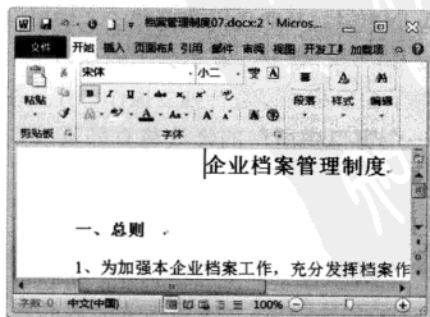 档案管理制度07.docx:2 - Micros...
文件 开始 插入 页面布局 引用 邮件 审阅 视图 开发工具 加载项
宋体 小二
粘贴 段落 样式 编辑
剪贴板 字体
企业档案管理制度
一、总则
1、为加强本企业档案工作，充分发挥档案作
字数: 0 中文(中国) 100%